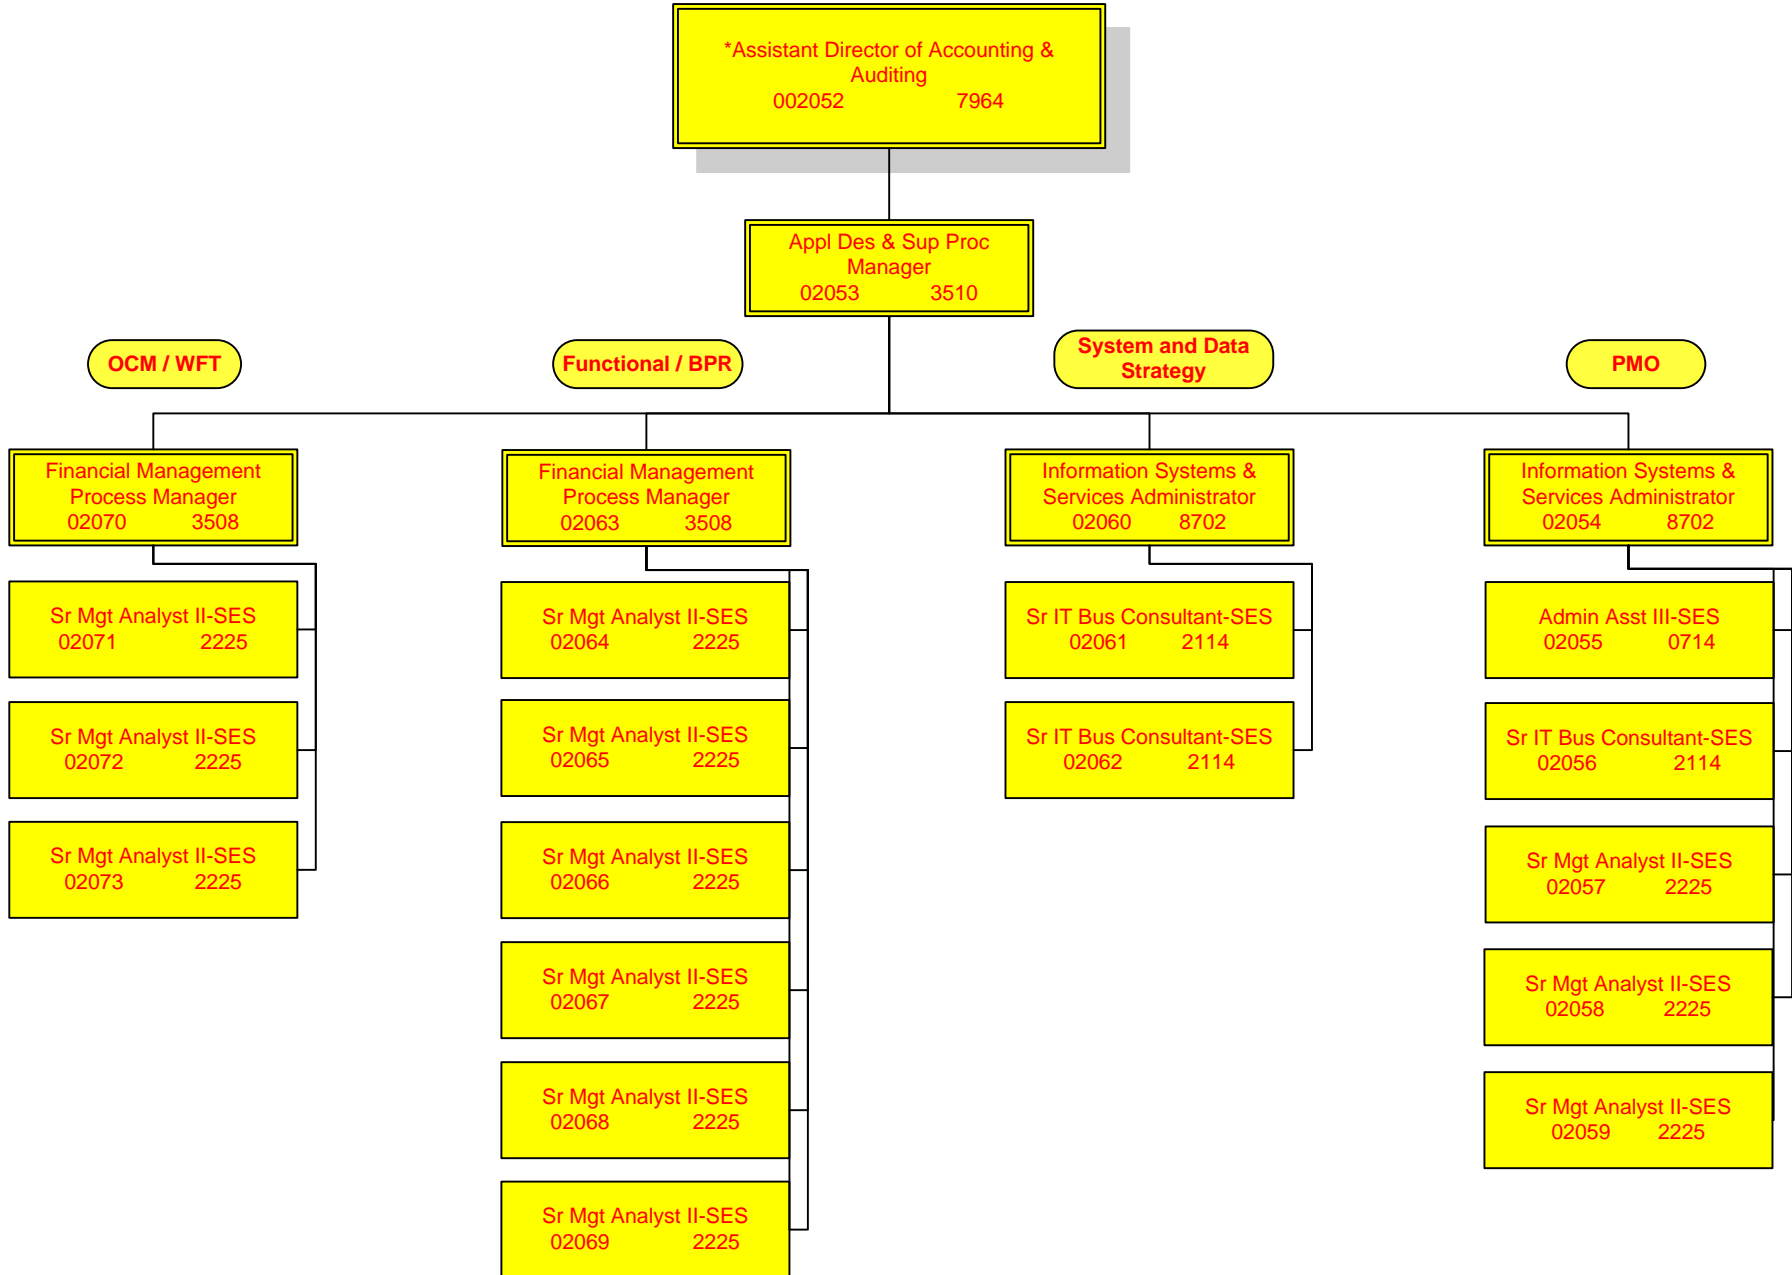 *Assistant Director of Accounting &
Auditing
002052 7964
Appl Des & Sup Proc
Manager
02053 3510
OCM / WFT
Functional / BPR
System and Data
Strategy
PMO
Financial Management
Process Manager
02070 3508
Financial Management
Process Manager
02063 3508
Information Systems &
Services Administrator
02060 8702
Information Systems &
Services Administrator
02054 8702
Sr Mgt Analyst II-SES
02071 2225
Sr Mgt Analyst II-SES
02072 2225
Sr Mgt Analyst II-SES
02073 2225
Sr Mgt Analyst II-SES
02064 2225
Sr Mgt Analyst II-SES
02065 2225
Sr Mgt Analyst II-SES
02066 2225
Sr Mgt Analyst II-SES
02067 2225
Sr Mgt Analyst II-SES
02068 2225
Sr Mgt Analyst II-SES
02069 2225
Sr IT Bus Consultant-SES
02061 2114
Sr IT Bus Consultant-SES
02062 2114
Admin Asst III-SES
02055 0714
Sr IT Bus Consultant-SES
02056 2114
Sr Mgt Analyst II-SES
02057 2225
Sr Mgt Analyst II-SES
02058 2225
Sr Mgt Analyst II-SES
02059 2225